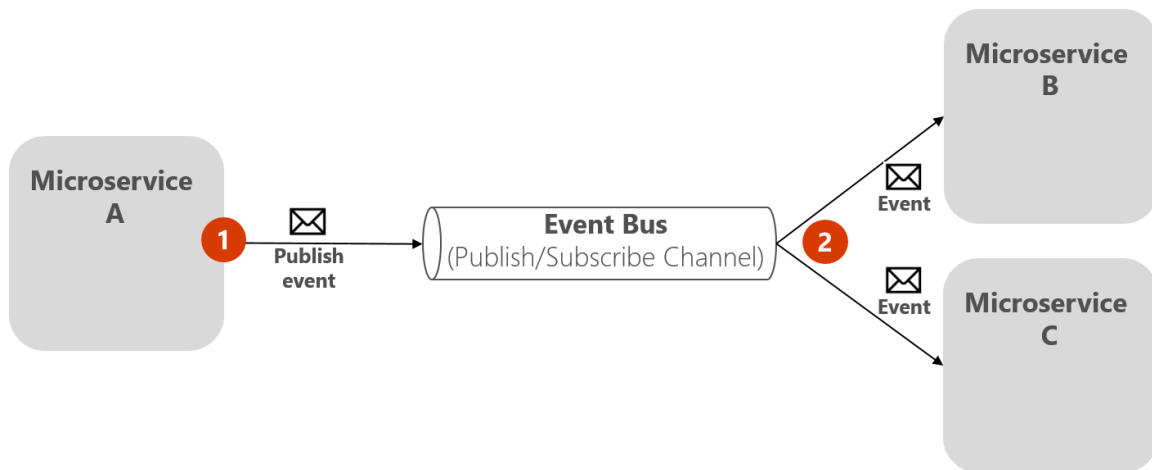 Microservice
A
1
Publish
event
Event Bus
(Publish/Subscribe Channel)
2
Event
Microservice
B
Event
Microservice
C